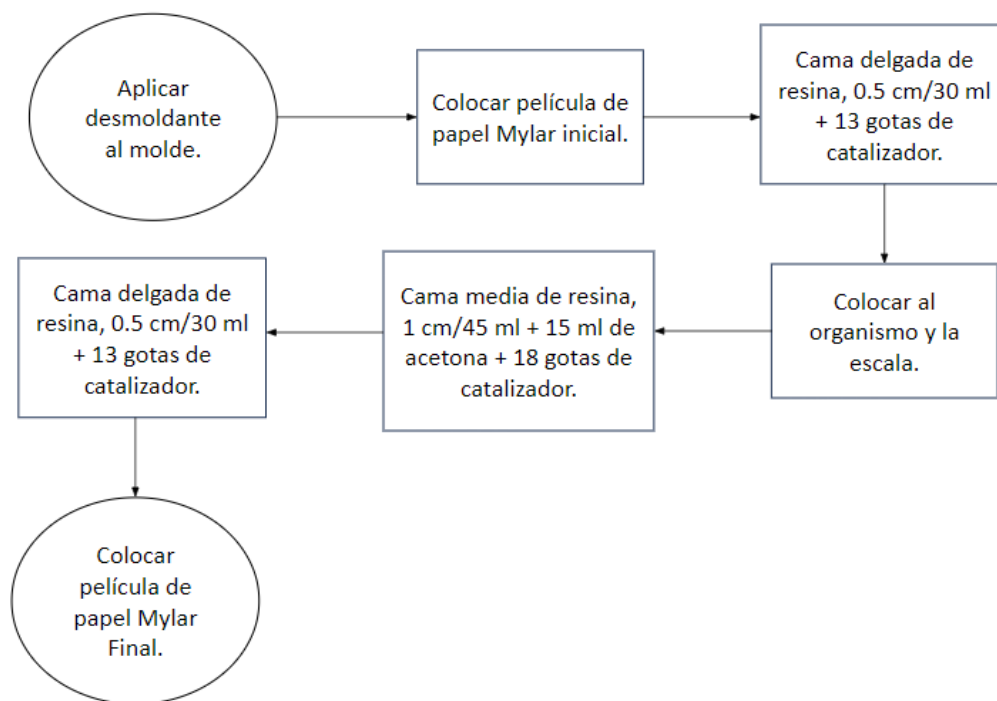 Aplicar
desmoldante
al molde.
Colocar película de
papel Mylar inicial.
Cama delgada de
resina, 0.5 cm/30 ml
+ 13 gotas de
catalizador.
Colocar al
organismo y la
escala.
Cama media de resina,
1 cm/45 ml + 15 ml de
acetona + 18 gotas de
catalizador.
Cama delgada de
resina, 0.5 cm/30 ml
+ 13 gotas de
catalizador.
Colocar
película de
papel Mylar
Final.